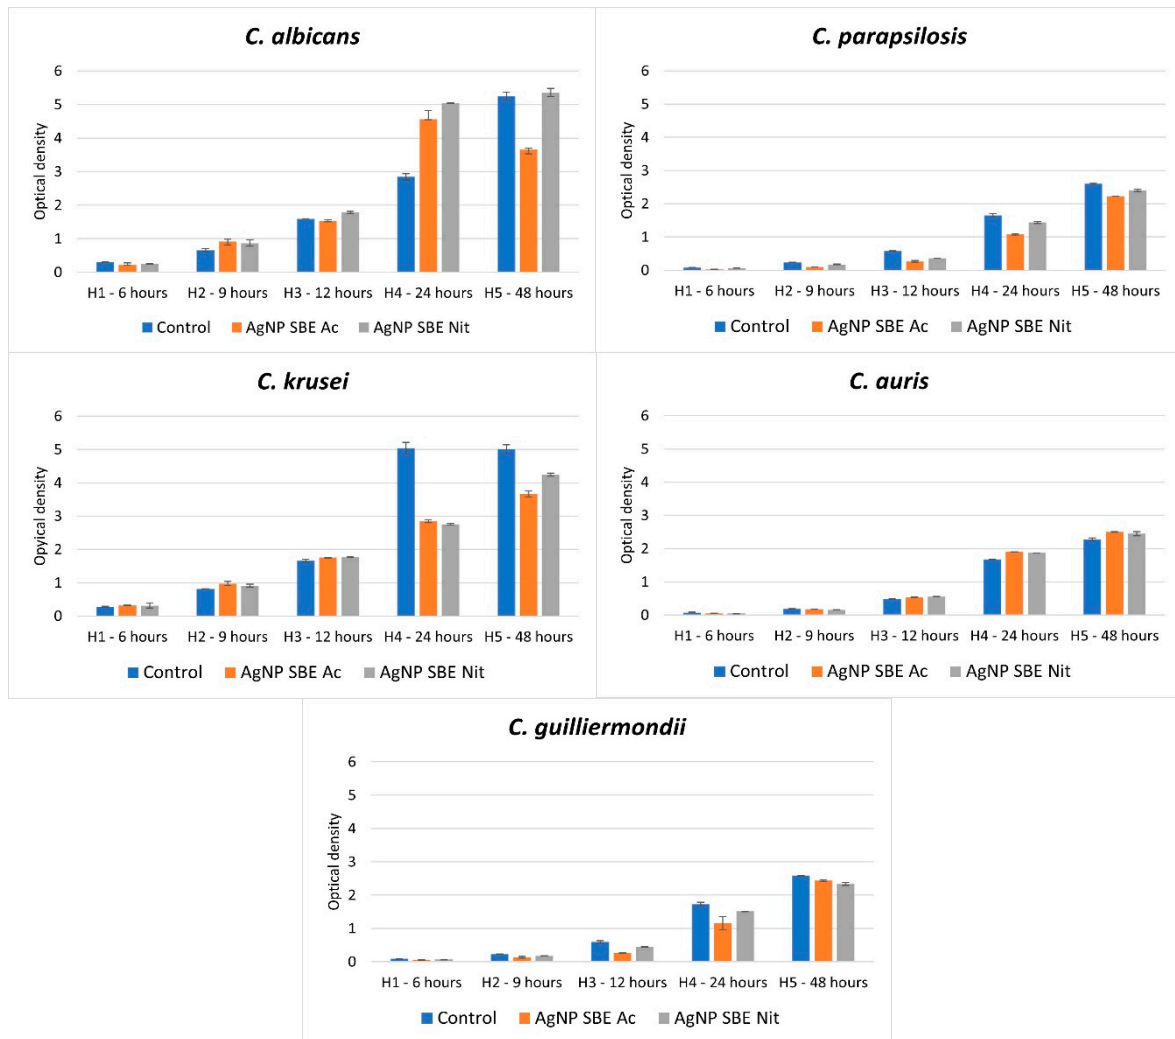 C. albicans
Optical density
6
5
4
3
2
1
0
H1 - 6 hours H2 - 9 hours H3 - 12 hours H4 - 24 hours H5 - 48 hours
Control AgNP SBE Ac AgNP SBE Nit
C. parapsilosis
Optical density
6
5
4
3
2
1
0
H1 - 6 hours H2 - 9 hours H3 - 12 hours H4 - 24 hours H5 - 48 hours
Control AgNP SBE Ac AgNP SBE Nit
C. krusei
Opyical density
6
5
4
3
2
1
0
H1 - 6 hours H2 - 9 hours H3 - 12 hours H4 - 24 hours H5 - 48 hours
Control AgNP SBE Ac AgNP SBE Nit
C. auris
Optical density
6
5
4
3
2
1
0
H1 - 6 hours H2 - 9 hours H3 - 12 hours H4 - 24 hours H5 - 48 hours
Control AgNP SBE Ac AgNP SBE Nit
C. guilliermondii
Optical density
6
5
4
3
2
1
0
H1 - 6 hours H2 - 9 hours H3 - 12 hours H4 - 24 hours H5 - 48 hours
Control AgNP SBE Ac AgNP SBE Nit